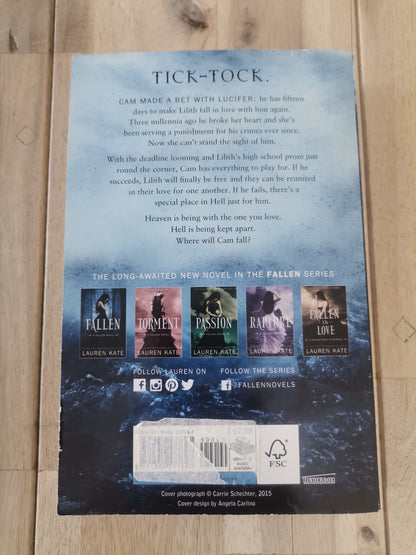 TICK-TOCK.
CAM MADE A BET WITH LUCIFER: he has fifteen
days to make Lilith fall in love with him again.
Three millennia ago he broke her heart and she's
been serving a punishment for his crimes ever since.
Now she can't stand the sight of him.
With the deadline looming and Lilith's high school prom just
round the corner, Cam has everything to play for. If he
succeeds, Lilith will finally be free and they can be reunited
in their love for one another. If he fails, there's a
special place in Hell just for him.
Heaven is being with the one you love.
Hell is being kept apart.
Where will Cam fall?
THE LONG-AWAITED NEW NOVEL IN THE FALLEN SERIES
FALLEN
LAUREN KATE
TORMENT
LAUREN KATE
PASSION
LAUREN KATE
RAPTURE
LAUREN KATE
FALLEN
IN
LOVE
LAUREN KATE
FOLLOW LAUREN ON
FOLLOW THE SERIES
/FALLENNOVELS
FSC
TINDERBOX
Cover photograph © Carrie Schechter, 2015
Cover design by Angela Carlino